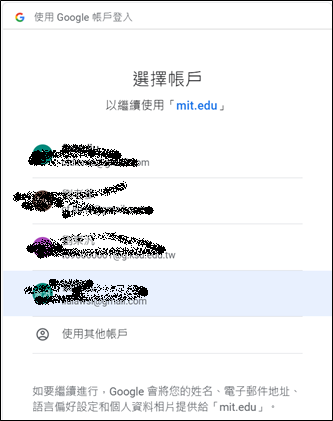 使用 Google 帳戶登入
選擇帳戶
以繼續使用「mit.edu」
使用其他帳戶
如要繼續進行，Google 會將您的姓名、電子郵件地址、
語言偏好設定和個人資料相片提供給「mit.edu」。